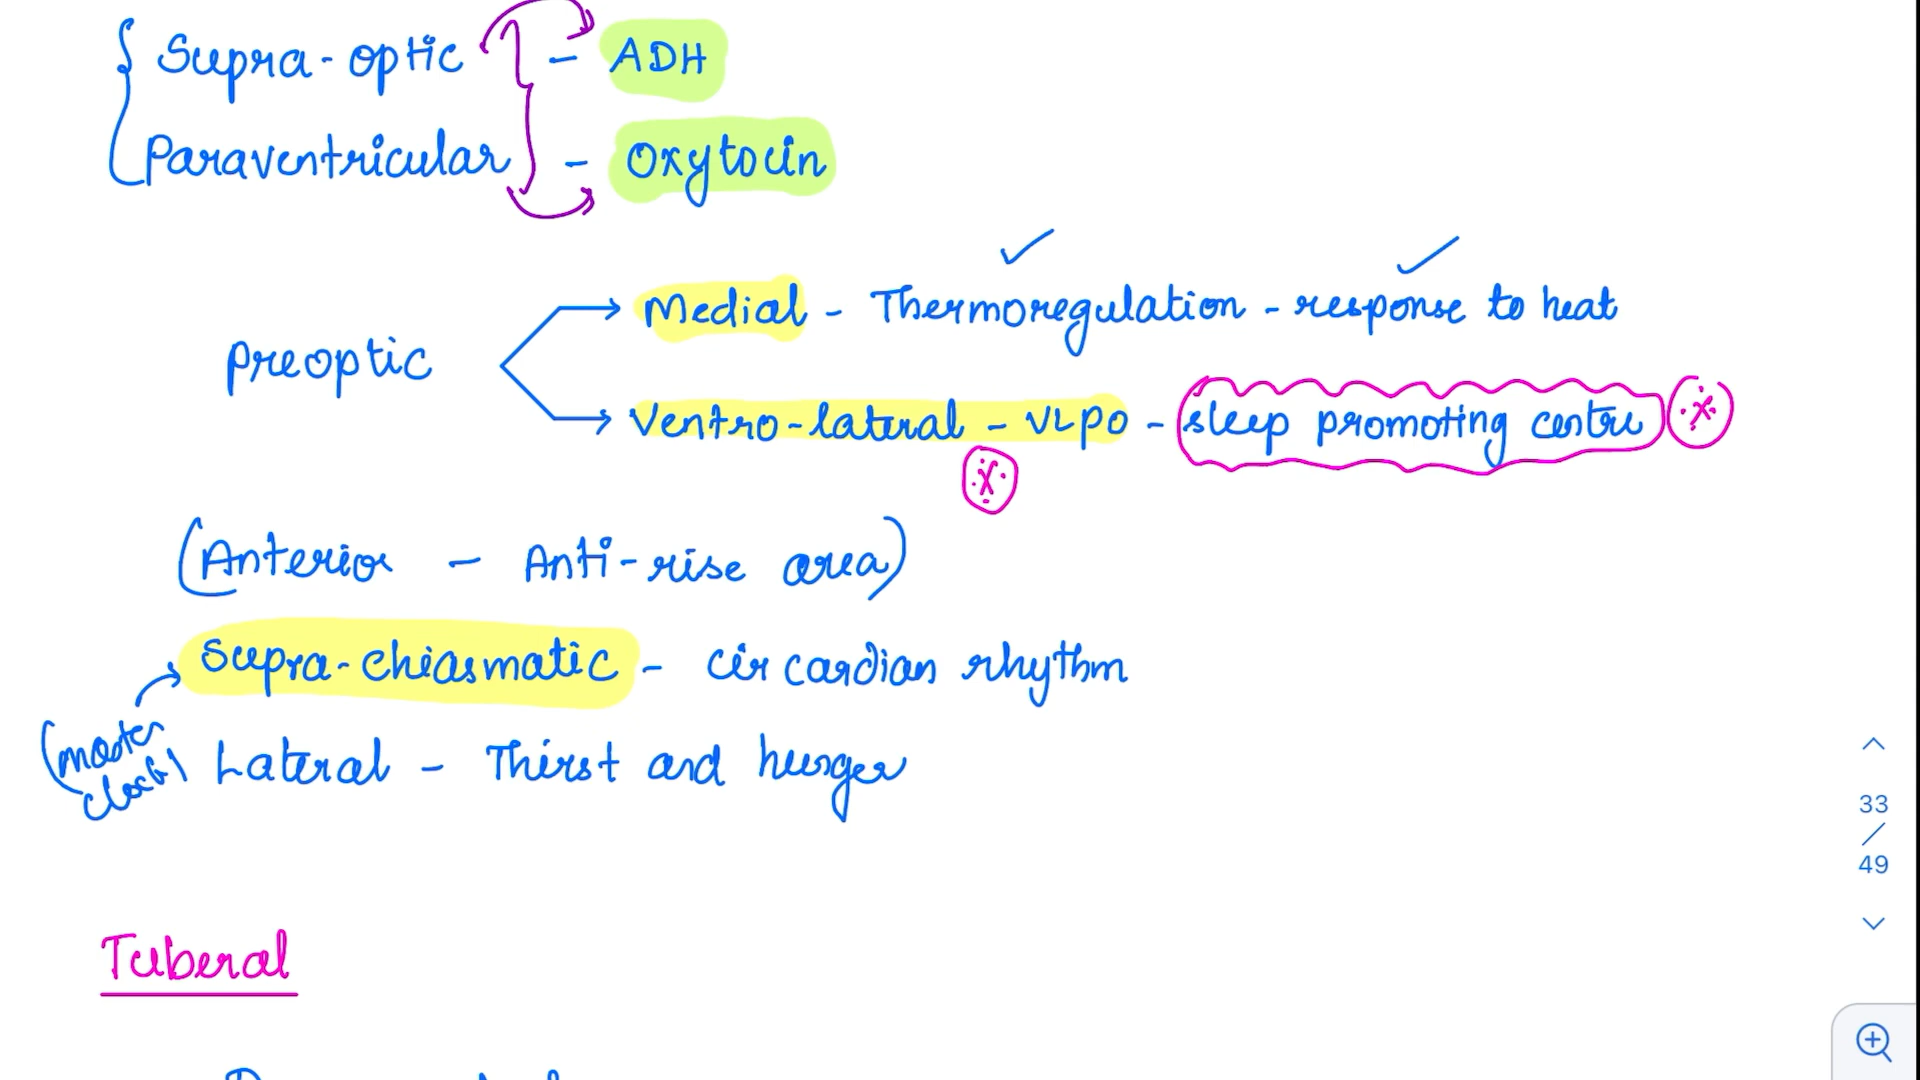 Supra-optic - ADH
Paraventricular - Oxytocin
Medial - Thermoregulation - response to heat
Preoptic
Ventro-lateral - VLPO - sleep promoting centre
(Anterior - Anti-rise area)
Supra-chiasmatic - circardian rhythm
(master
clock)
Lateral - Thirst and hunger
33
/
49
Tuberal